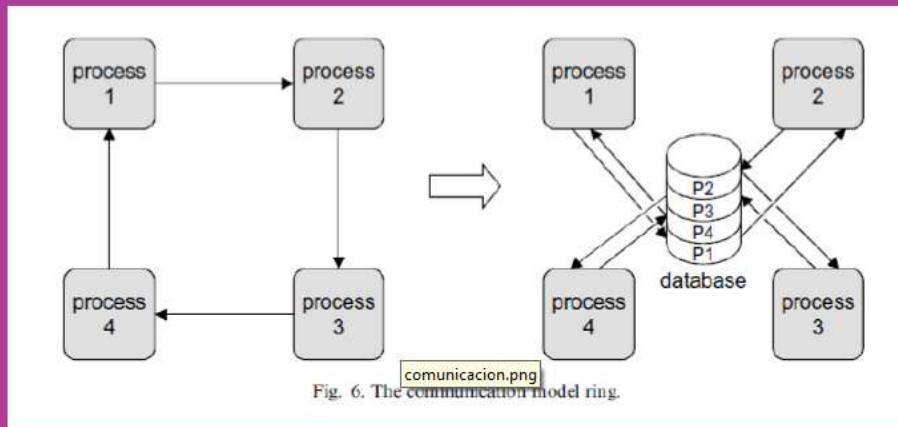 process
1
process
2
process
4
process
3
process
1
process
2
P2
P3
P4
P1
database
process
4
process
3
comunicacion.png
Fig. 6. The communication model ring.